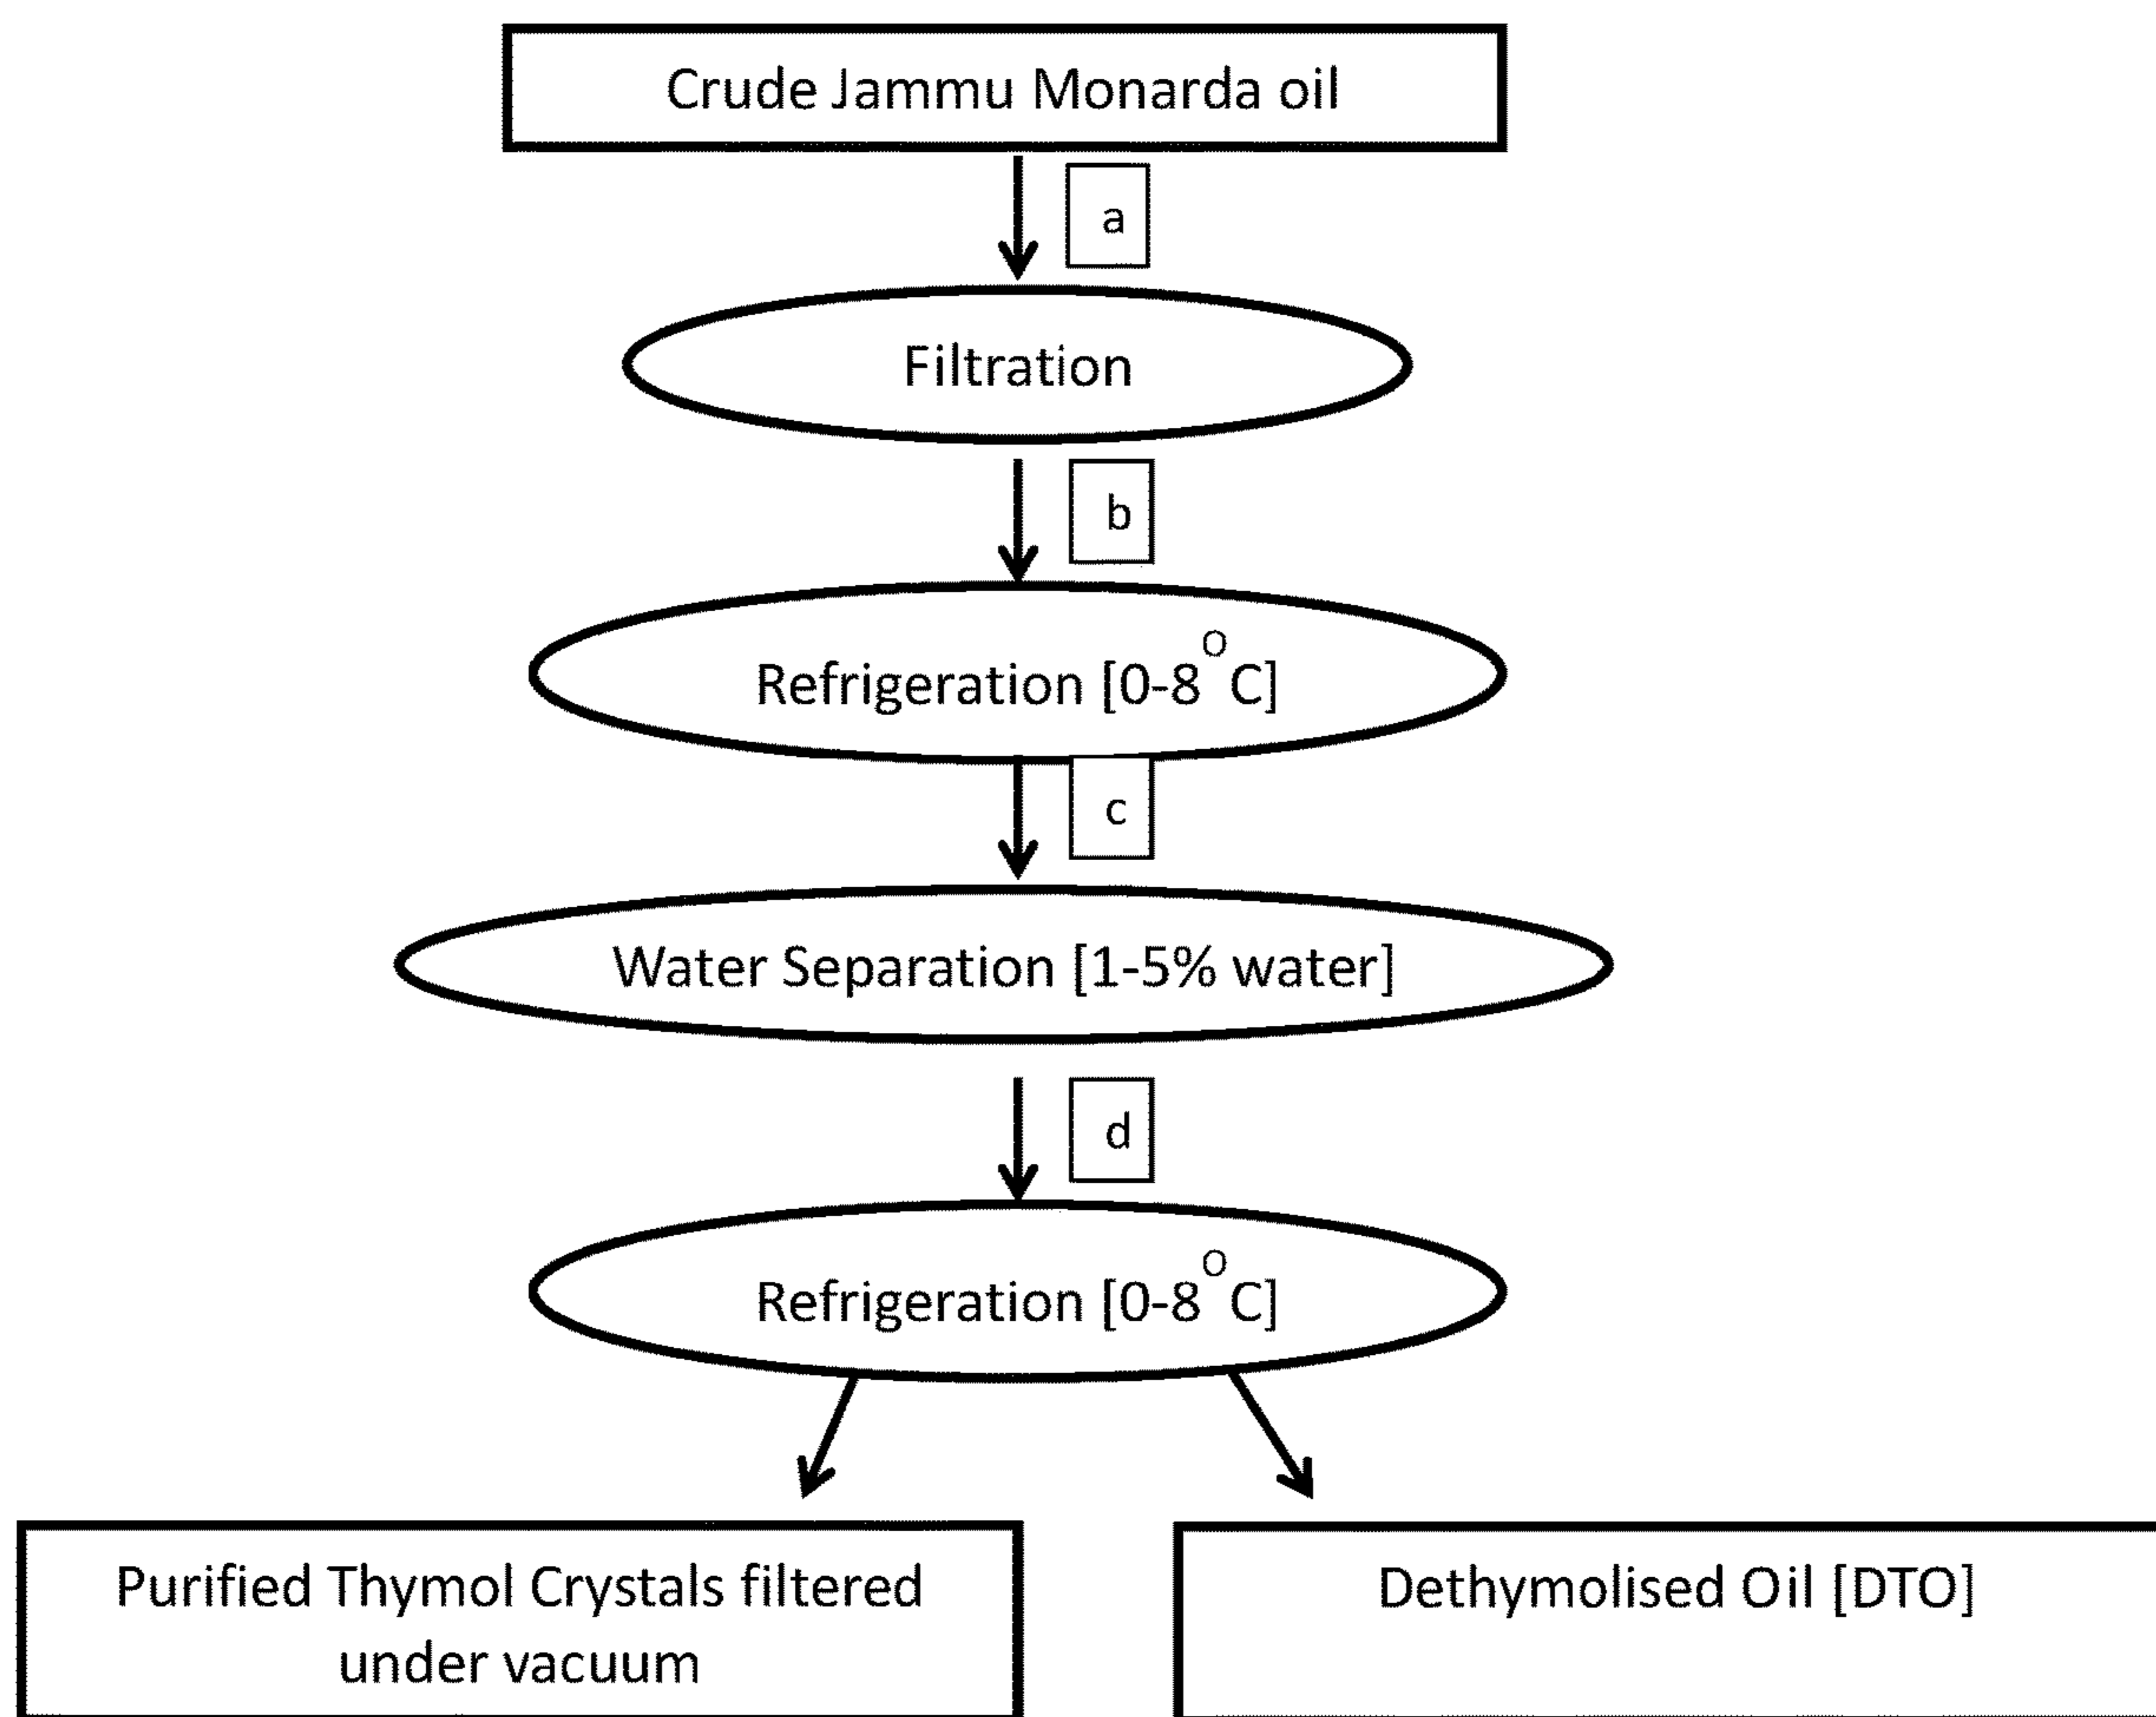 Crude Jammu Monarda oil
a
Filtration
b
Refrigeration [0-8°C]
c
Water Separation [1-5% water]
d
Refrigeration [0-8°C]
Purified Thymol Crystals filtered
under vacuum
Dethymolised Oil [DTO]